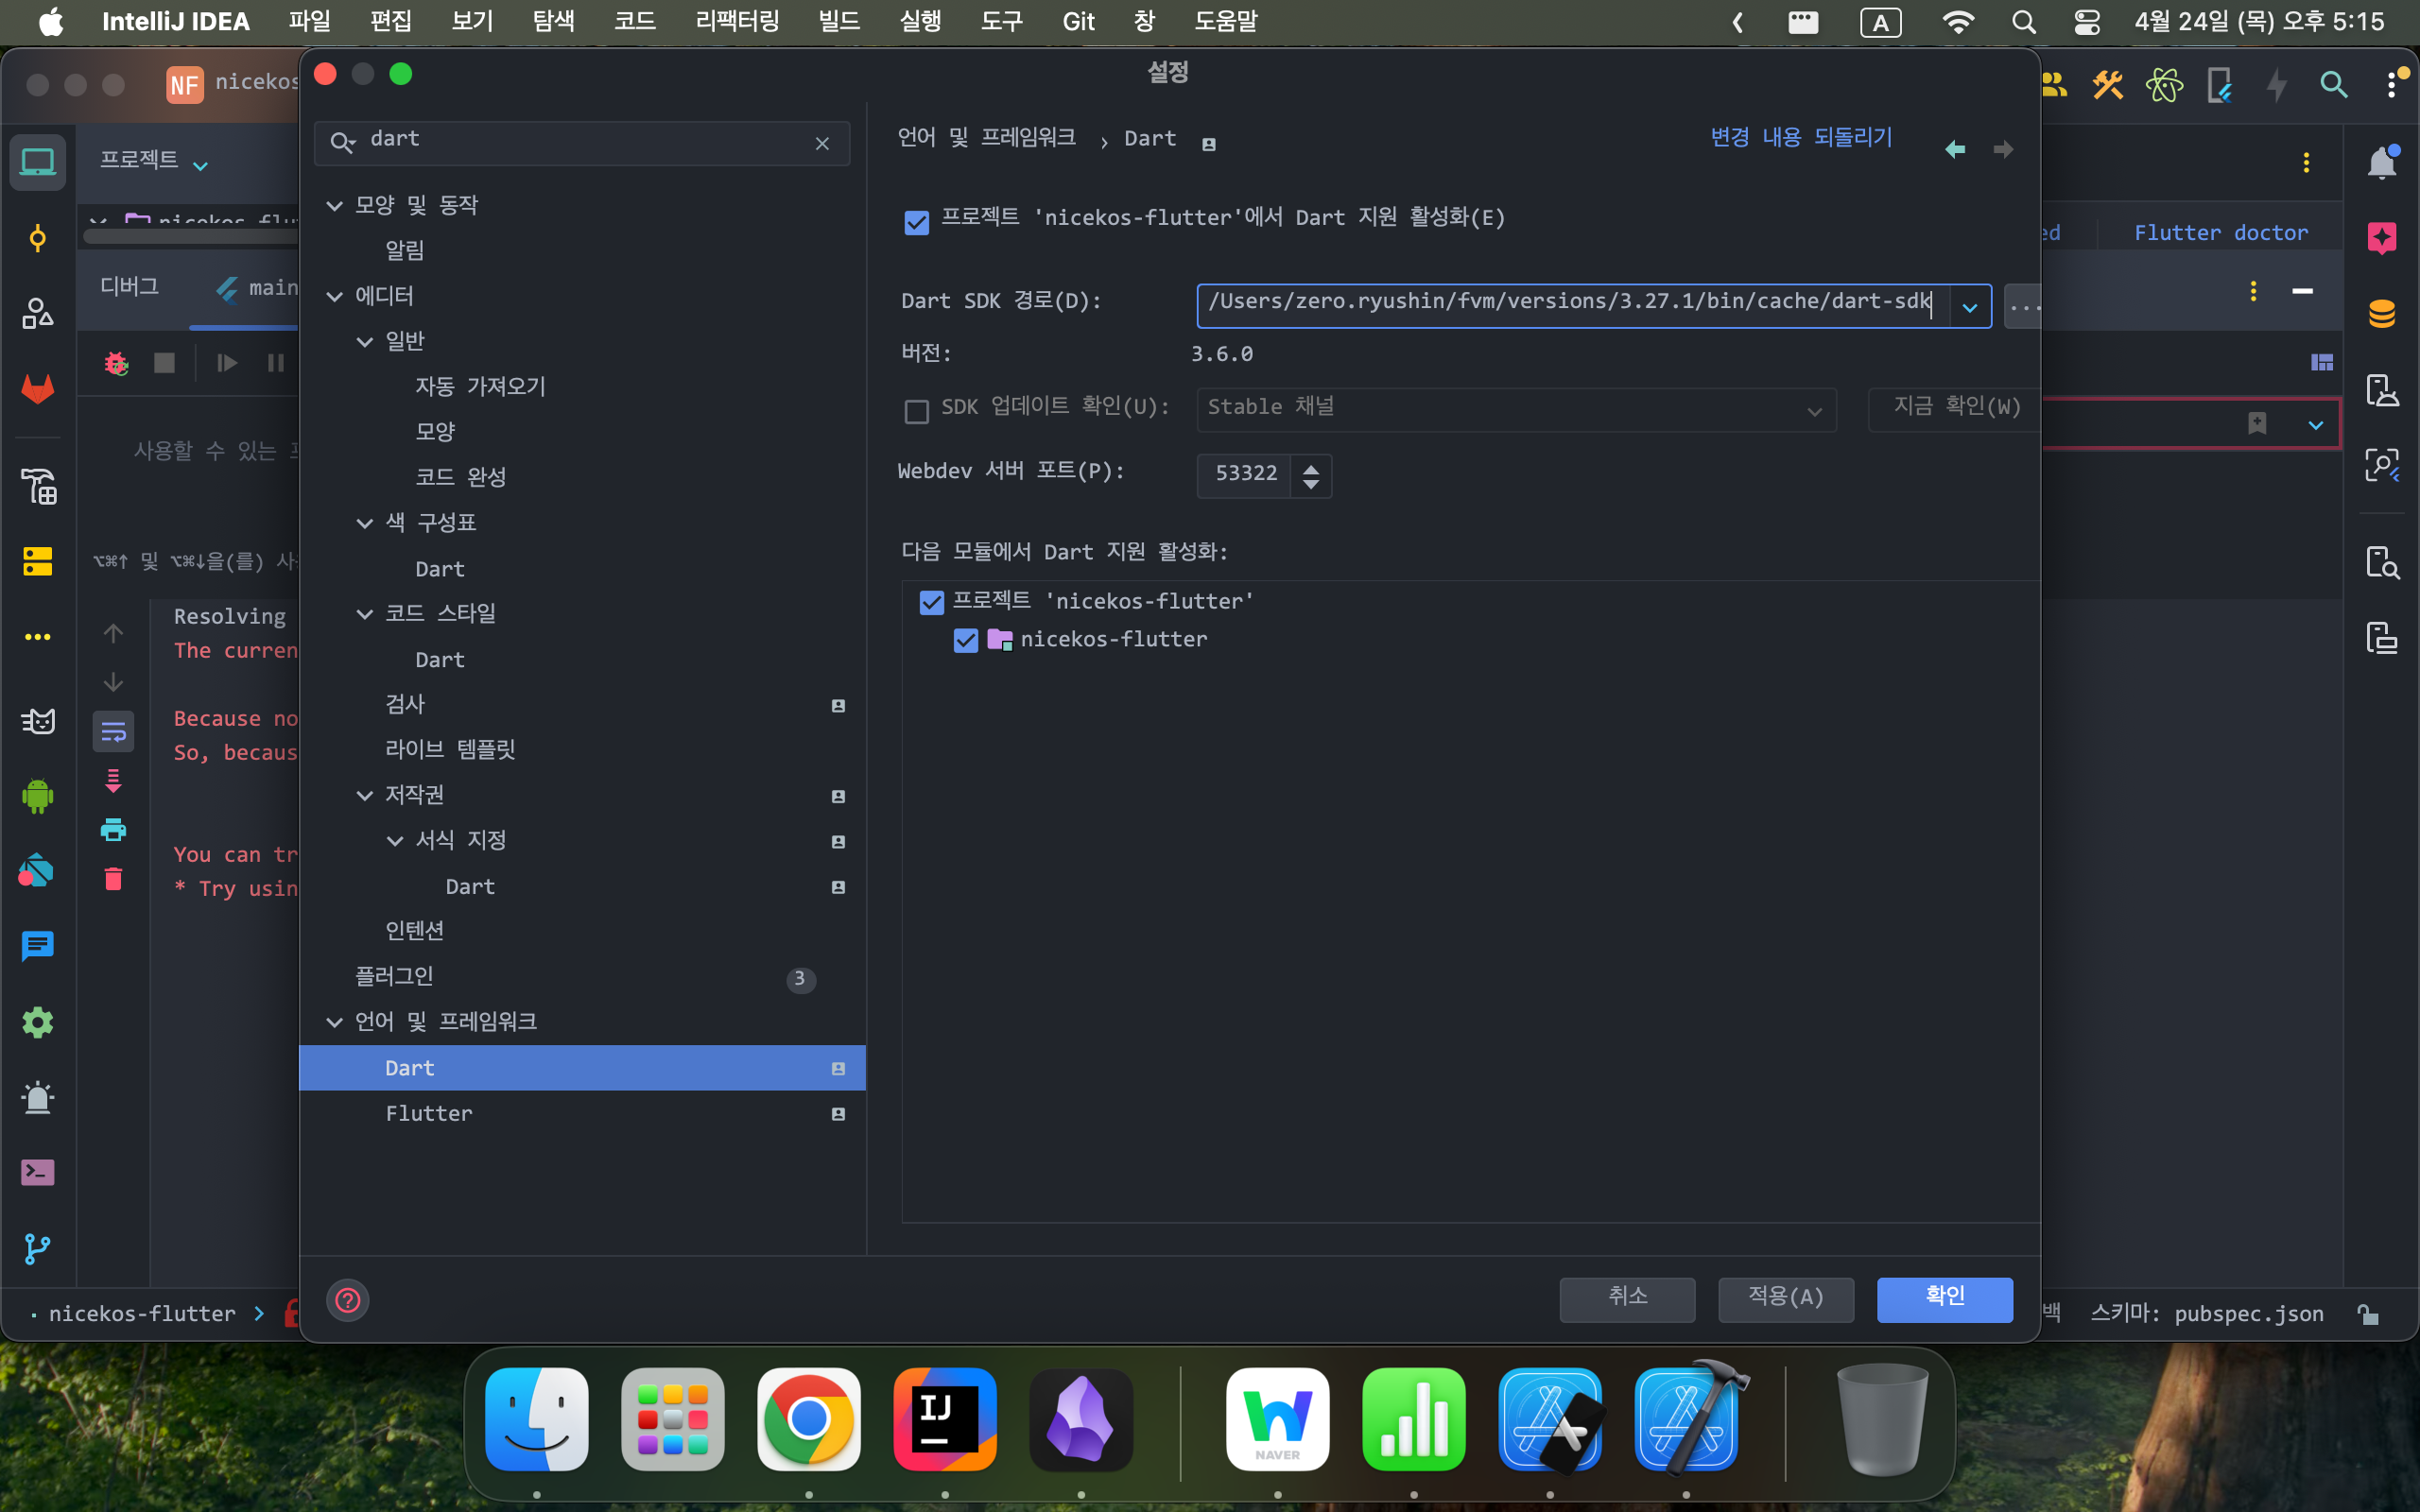 IntelliJ IDEA 파일 편집 보기 탐색 코드 리팩터링 빌드 실행 도구 Git 창 도움말 A 4월 24일 (목) 오후 5:15
NF nicekos
설정
프로젝트
nicekos
디버그
main
사용할 수 있는
⌥⌘↑ 및 ⌥⌘↓을(를) 사
Resolving
The curren
Because no
So, becaus
You can tr
* Try usin
dart
모양 및 동작
알림
에디터
일반
자동 가져오기
모양
코드 완성
색 구성표
Dart
코드 스타일
Dart
검사
라이브 템플릿
저작권
서식 지정
Dart
인텐션
플러그인 3
언어 및 프레임워크
Dart
Flutter
언어 및 프레임워크 › Dart 변경 내용 되돌리기
프로젝트 'nicekos-flutter'에서 Dart 지원 활성화(E)
Dart SDK 경로(D): /Users/zero.ryushin/fvm/versions/3.27.1/bin/cache/dart-sdk ...
버전: 3.6.0
SDK 업데이트 확인(U): Stable 채널 지금 확인(W)
Webdev 서버 포트(P): 53322
다음 모듈에서 Dart 지원 활성화:
프로젝트 'nicekos-flutter'
nicekos-flutter
취소 적용(A) 확인
ed Flutter doctor
nicekos-flutter 백 스키마: pubspec.json
IJ
NAVER